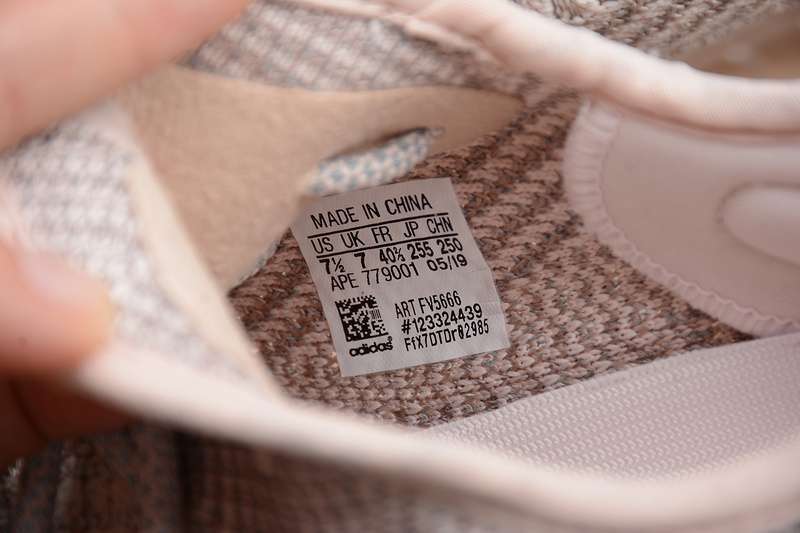 MADE IN CHINA
US UK FR JP CHN
7½ 7 40⅔ 255 250
APE 779001 05/19
ART FV5666
#123324439
FfX7DTDr02985
adidas®